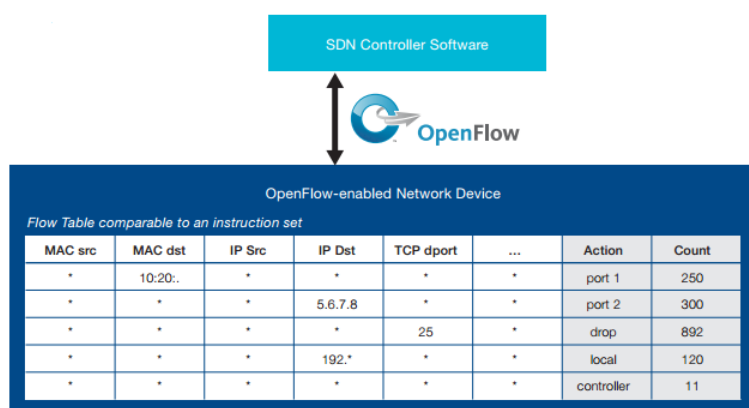 SDN Controller Software
OpenFlow
OpenFlow-enabled Network Device
Flow Table comparable to an instruction set
MAC src MAC dst IP Src IP Dst TCP dport ... Action Count
* 10:20:. * * * * port 1 250
* * * 5.6.7.8 * * port 2 300
* * * * 25 * drop 892
* * * 192.* * * local 120
* * * * * * controller 11